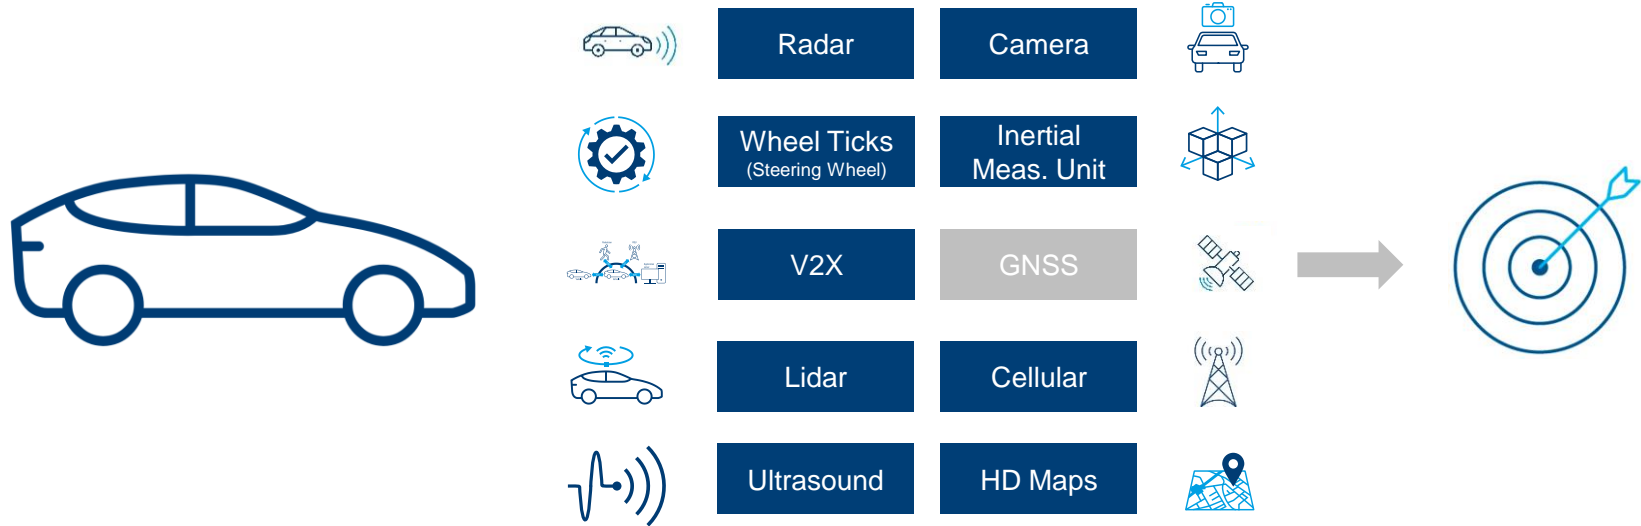 Radar
Camera
Wheel Ticks
(Steering Wheel)
Inertial
Meas. Unit
V2X
GNSS
Lidar
Cellular
Ultrasound
HD Maps